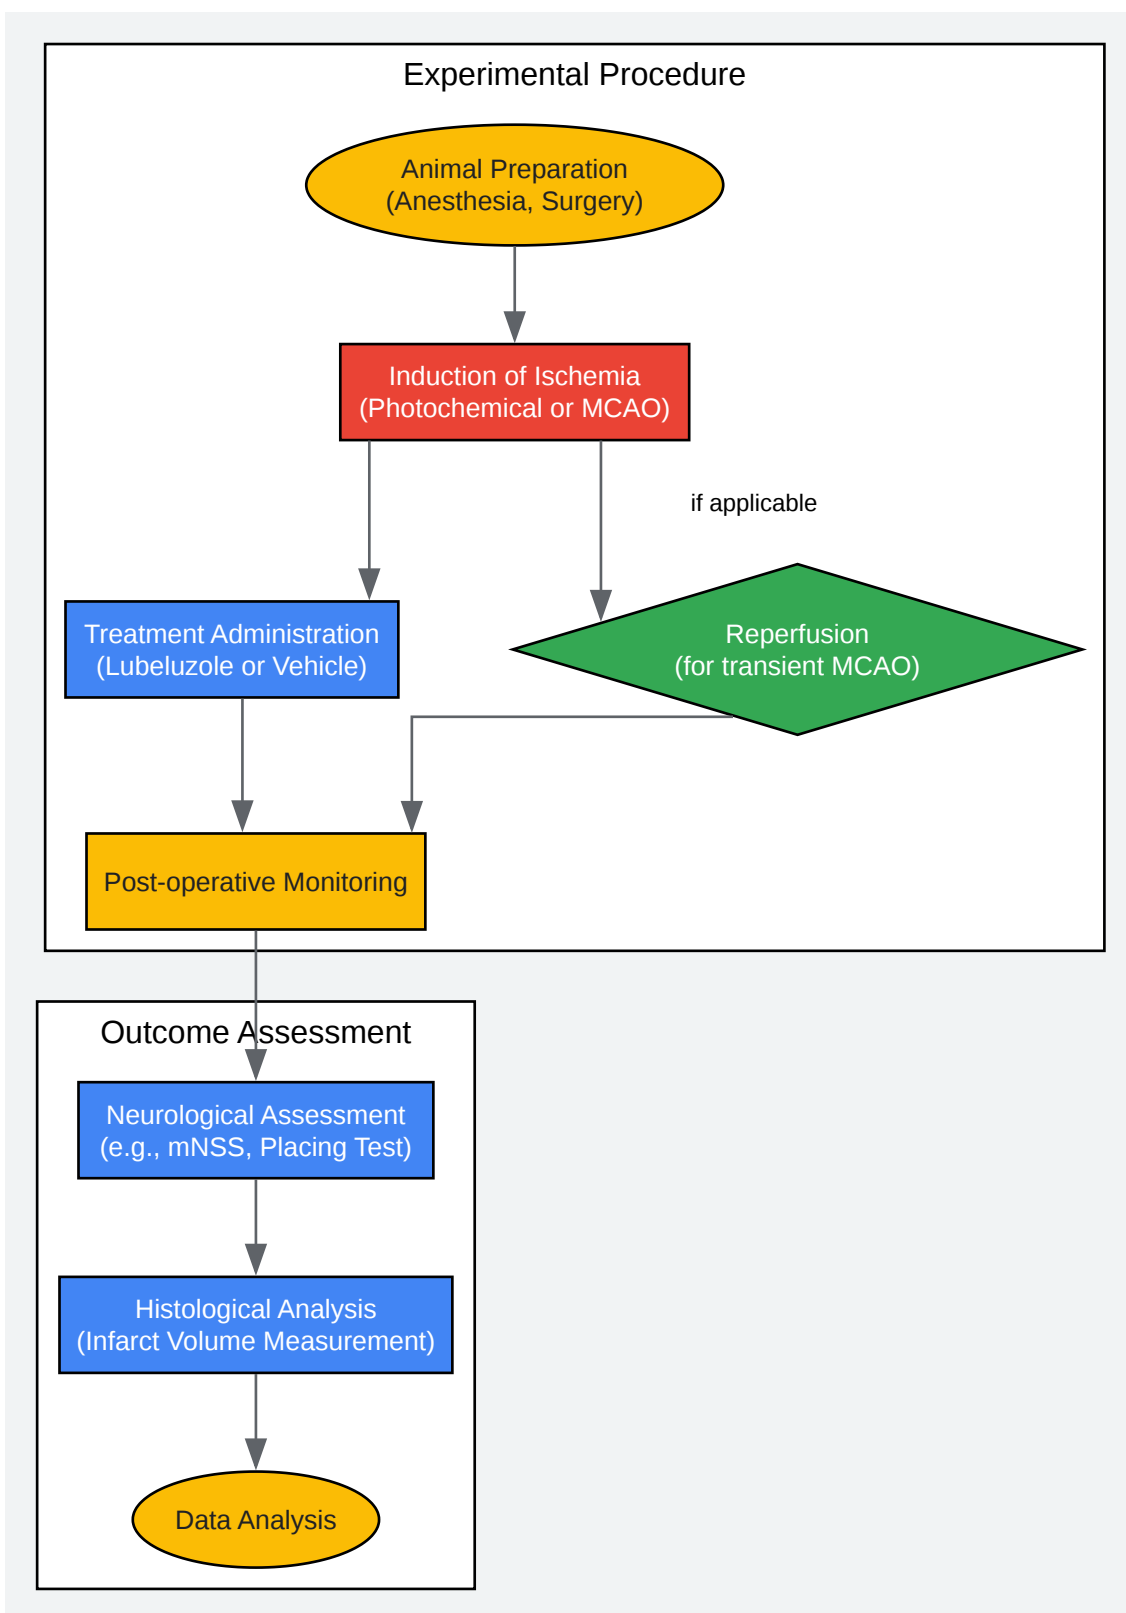 Experimental Procedure
Animal Preparation
(Anesthesia, Surgery)
Induction of Ischemia
(Photochemical or MCAO)
if applicable
Treatment Administration
(Lubeluzole or Vehicle)
Reperfusion
(for transient MCAO)
Post-operative Monitoring
Outcome Assessment
Neurological Assessment
(e.g., mNSS, Placing Test)
Histological Analysis
(Infarct Volume Measurement)
Data Analysis